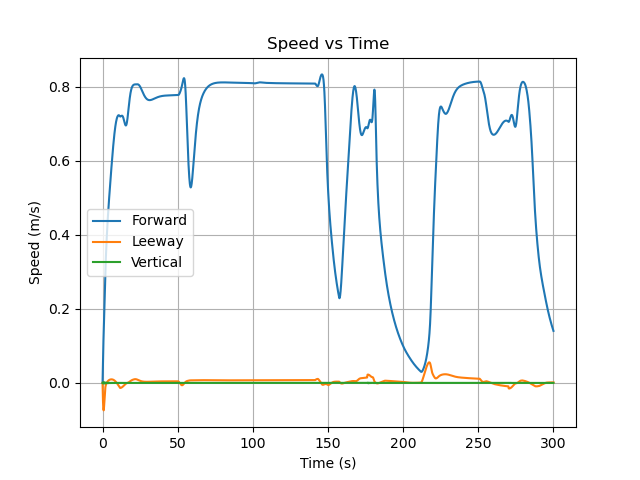 Speed vs Time
Speed (m/s)
0.8
0.6
0.4
0.2
0.0
Forward
Leeway
Vertical
0 50 100 150 200 250 300
Time (s)